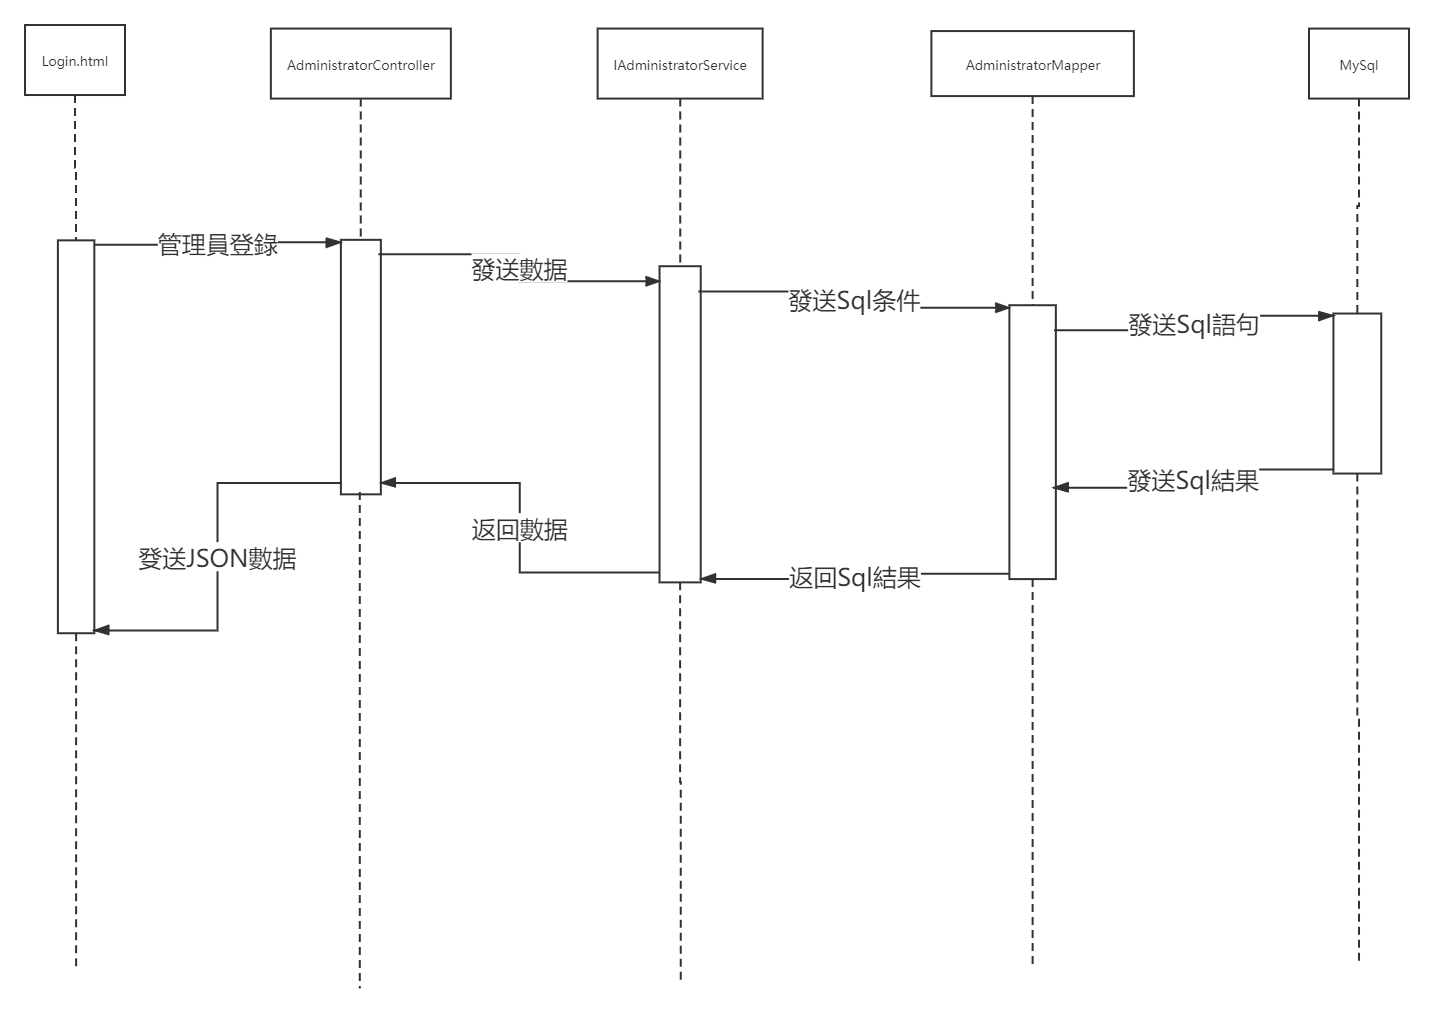 Login.html
AdministratorController
IAdministratorService
AdministratorMapper
MySql
管理員登錄
發送數据
發送Sql条件
發送Sql語句
發送Sql結果
返回數据
發送JSON數据
返回Sql結果